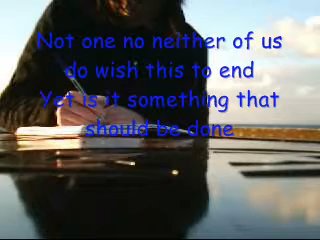 Not one no neither of us
do wish this to end
Yet is it something that
should be done